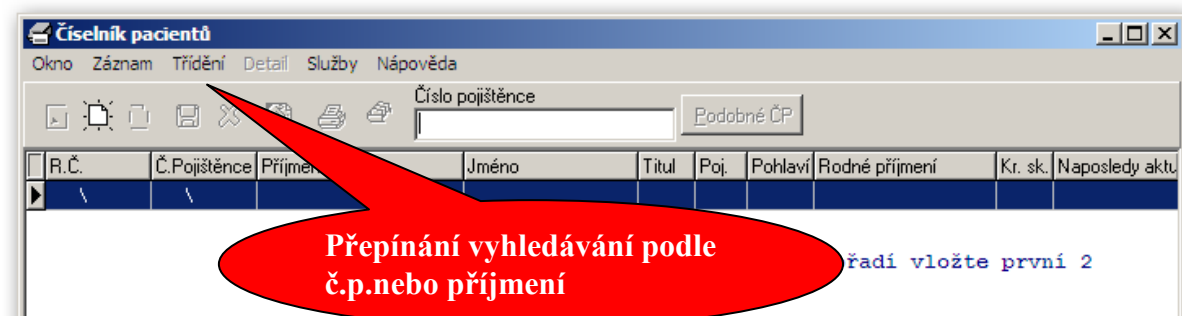 Číselník pacientů
Okno Záznam Třídění Detail Služby Nápověda
Číslo pojištěnce
Podobné ČP
R.Č. Č.Pojištěnce Příjmení Jméno Titul Poj. Pohlaví Rodné příjmení Kr. sk. Naposledy aktu
\ \
Přepínání vyhledávání podle
č.p.nebo příjmení
řadí vložte první 2